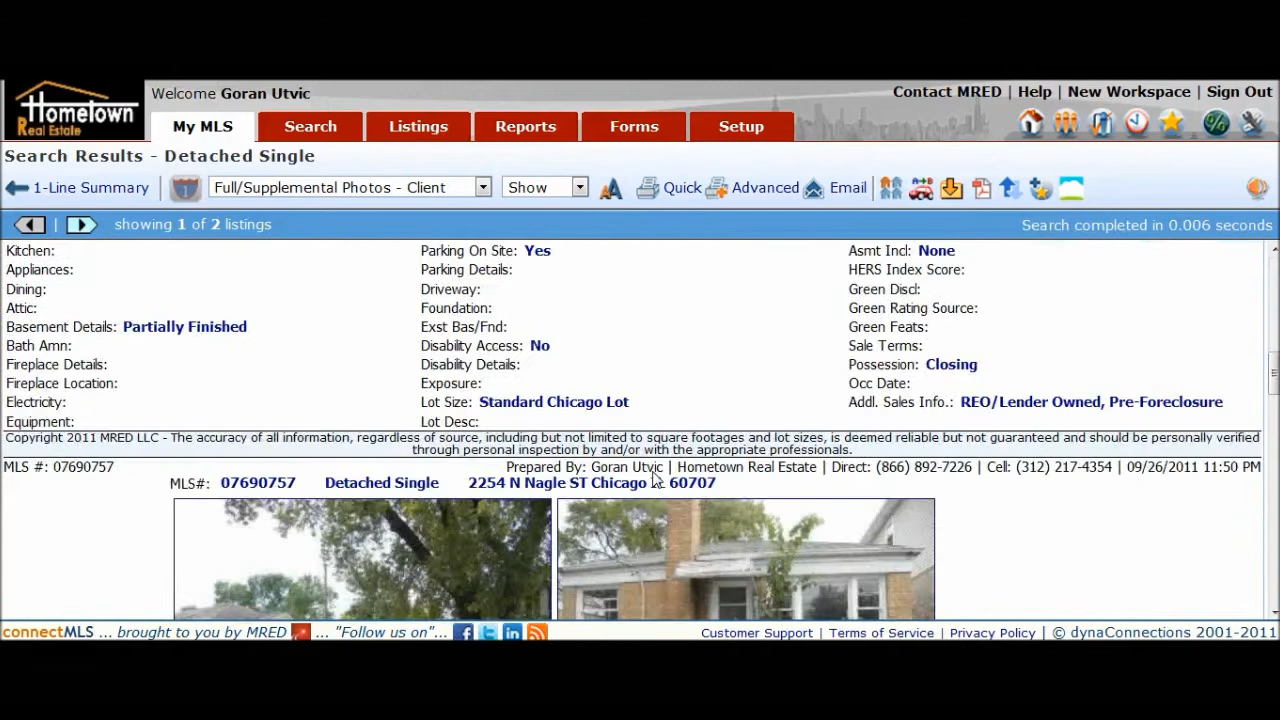 Hometown
Real Estate
Welcome Goran Utvic
Contact MRED | Help | New Workspace | Sign Out
My MLS Search Listings Reports Forms Setup
Search Results - Detached Single
1-Line Summary Full/Supplemental Photos - Client Show AA Quick Advanced Email
showing 1 of 2 listings Search completed in 0.006 seconds
Kitchen: Parking On Site: Yes Asmt Incl: None
Appliances: Parking Details: HERS Index Score:
Dining: Driveway: Green Discl:
Attic: Foundation: Green Rating Source:
Basement Details: Partially Finished Exst Bas/Fnd: Green Feats:
Bath Amn: Disability Access: No Sale Terms:
Fireplace Details: Disability Details: Possession: Closing
Fireplace Location: Exposure: Occ Date:
Electricity: Lot Size: Standard Chicago Lot Addl. Sales Info.: REO/Lender Owned, Pre-Foreclosure
Equipment: Lot Desc:
Copyright 2011 MRED LLC - The accuracy of all information, regardless of source, including but not limited to square footages and lot sizes, is deemed reliable but not guaranteed and should be personally verified
through personal inspection by and/or with the appropriate professionals.
MLS #: 07690757 Prepared By: Goran Utvic | Hometown Real Estate | Direct: (866) 892-7226 | Cell: (312) 217-4354 | 09/26/2011 11:50 PM
MLS#: 07690757 Detached Single 2254 N Nagle ST Chicago 60707
connectMLS ... brought to you by MRED ... "Follow us on"... Customer Support | Terms of Service | Privacy Policy | © dynaConnections 2001-2011